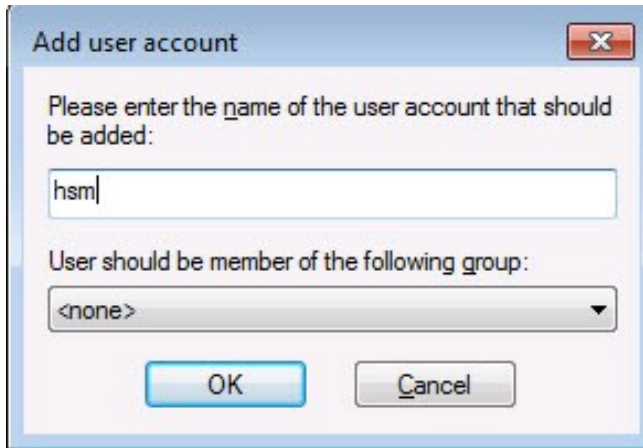 Add user account
Please enter the name of the user account that should
be added:
hsm
User should be member of the following group:
<none>
OK
Cancel